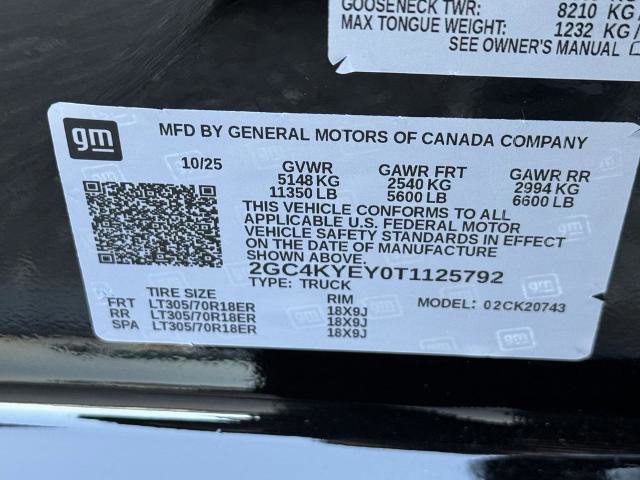 GOOSENECK TWR: 8210 KG
MAX TONGUE WEIGHT: 1232 KG/
SEE OWNER'S MANUAL
gm
MFD BY GENERAL MOTORS OF CANADA COMPANY
10/25 GVWR GAWR FRT GAWR RR
5148 KG 2540 KG 2994 KG
11350 LB 5600 LB 6600 LB
THIS VEHICLE CONFORMS TO ALL
APPLICABLE U.S. FEDERAL MOTOR
VEHICLE SAFETY STANDARDS IN EFFECT
ON THE DATE OF MANUFACTURE
SHOWN ABOVE.
2GC4KYEY0T1125792
TYPE: TRUCK
MODEL: 02CK20743
TIRE SIZE RIM
FRT LT305/70R18ER 18X9J
RR LT305/70R18ER 18X9J
SPA LT305/70R18ER 18X9J